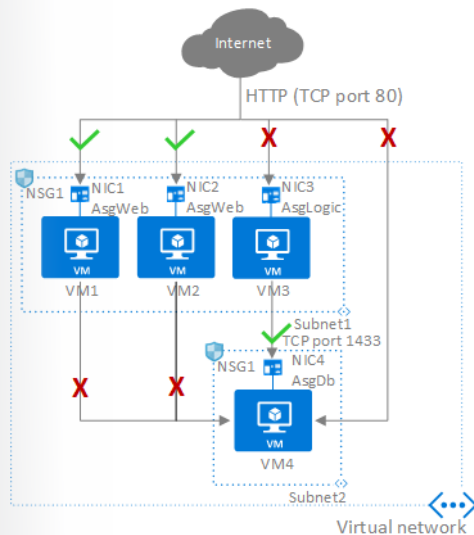 Internet
HTTP (TCP port 80)
X
X
NSG1
NIC1
AsgWeb
NIC2
AsgWeb
NIC3
AsgLogic
VM
VM
VM
VM1
VM2
VM3
Subnet1
TCP port 1433
NSG1
NIC4
AsgDb
X
X
VM
VM4
Subnet2
Virtual network